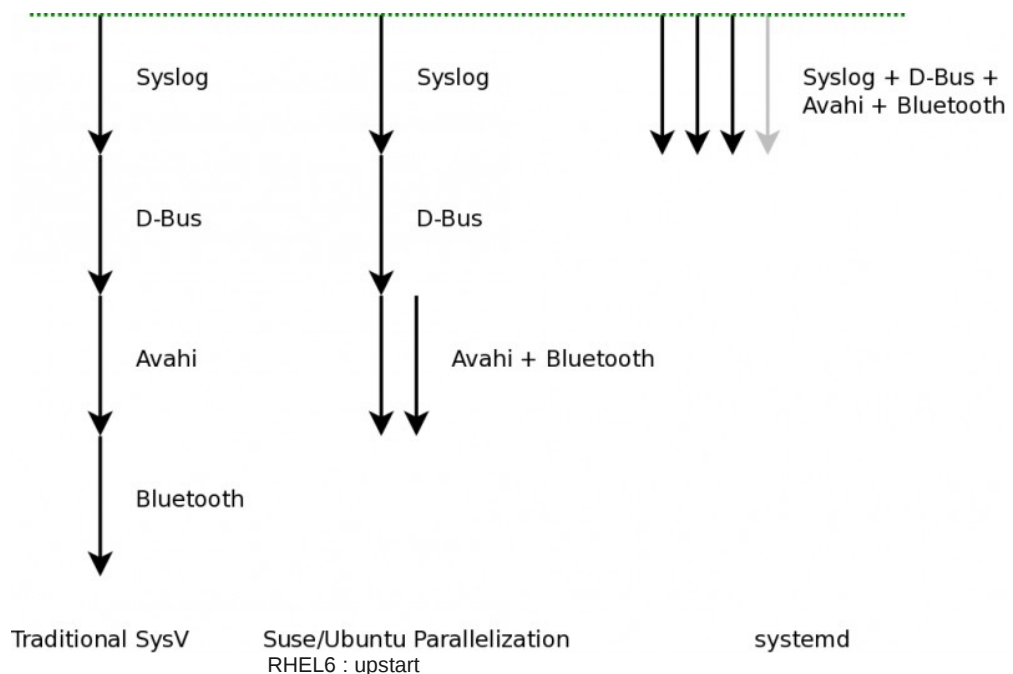 Syslog
Syslog
Syslog + D-Bus +
Avahi + Bluetooth
D-Bus
D-Bus
Avahi
Avahi + Bluetooth
Bluetooth
Traditional SysV
Suse/Ubuntu Parallelization
RHEL6 : upstart
systemd